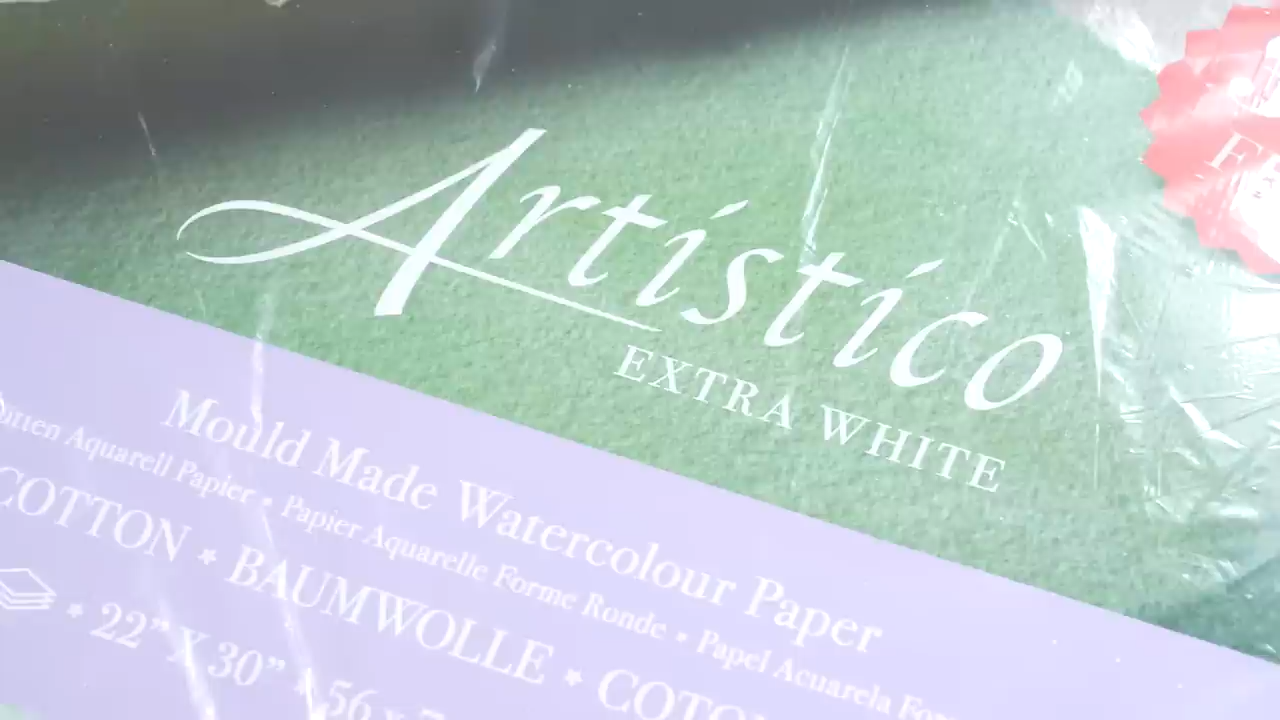 Artistico
EXTRA WHITE
Mould Made Watercolour Paper
Aquarell Papier • Papier Aquarelle Forme Ronde • Papel Acuarela
COTTON * BAUMWOLLE *
* 22” X 30” * 56 x